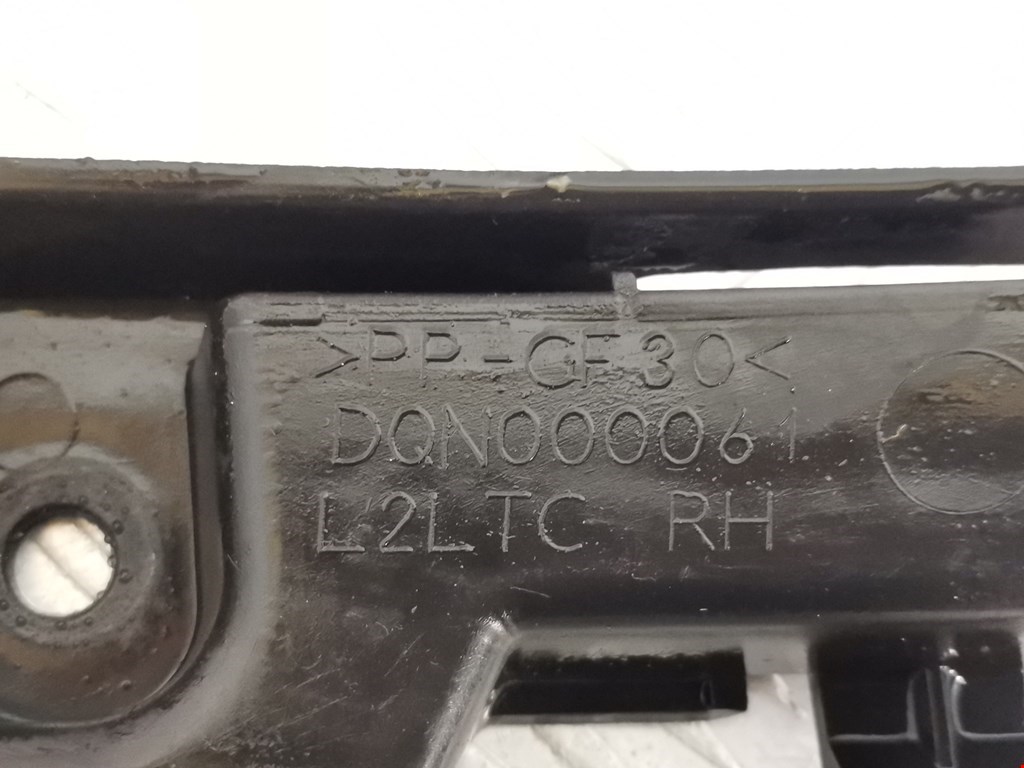 >PP-GF30<
DQN000061
L2LTC RH